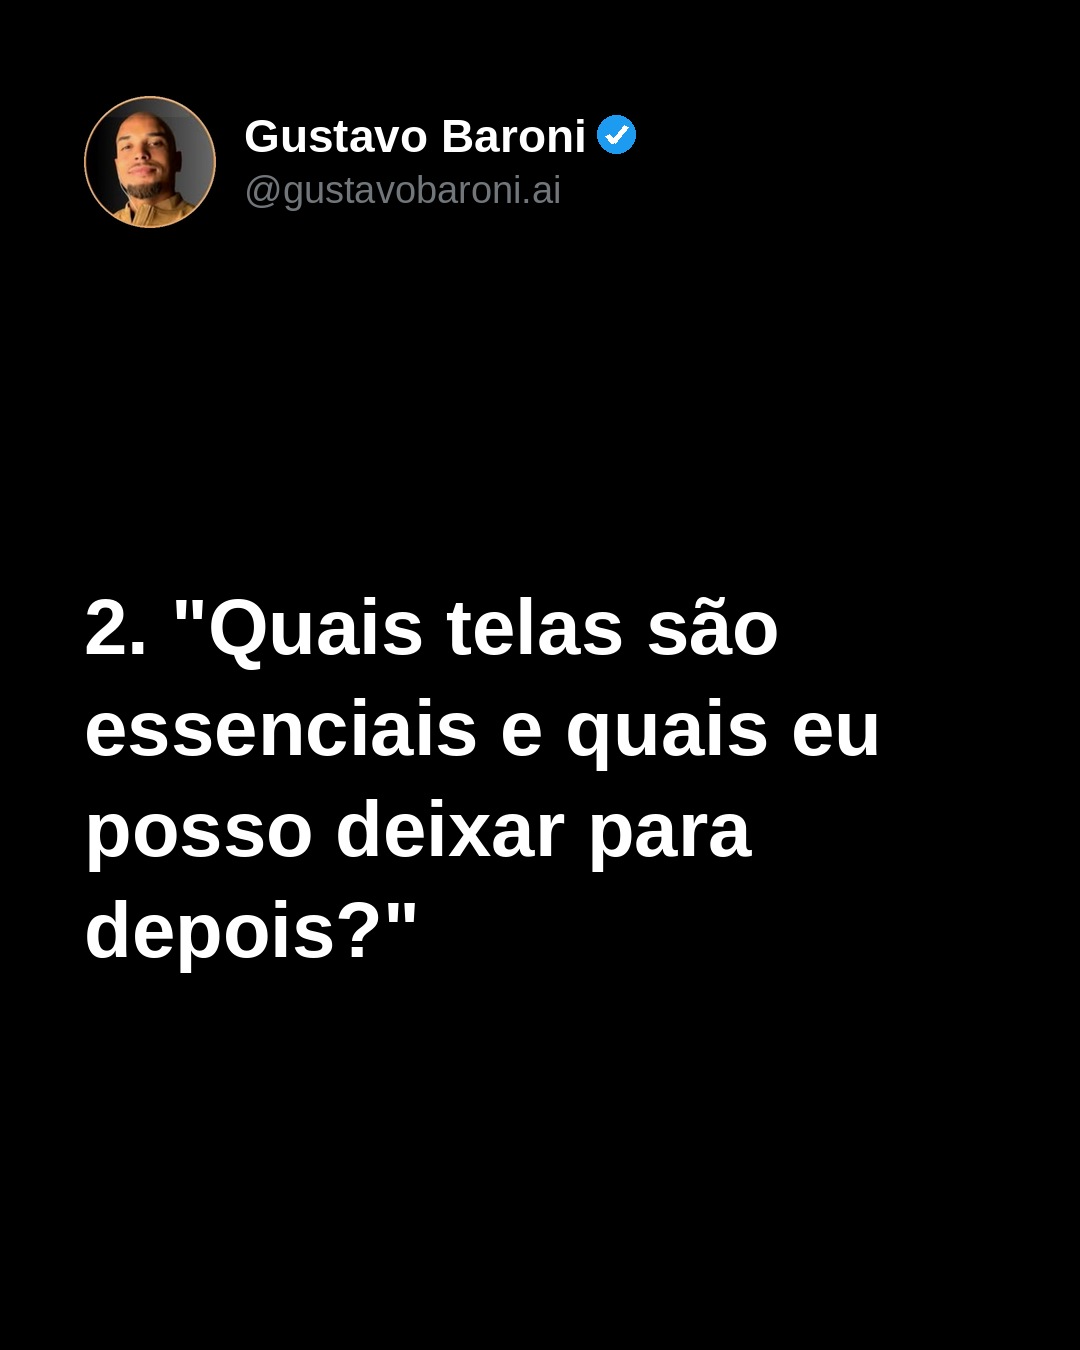 Gustavo Baroni
@gustavobaroni.ai
2. "Quais telas são
essenciais e quais eu
posso deixar para
depois?"